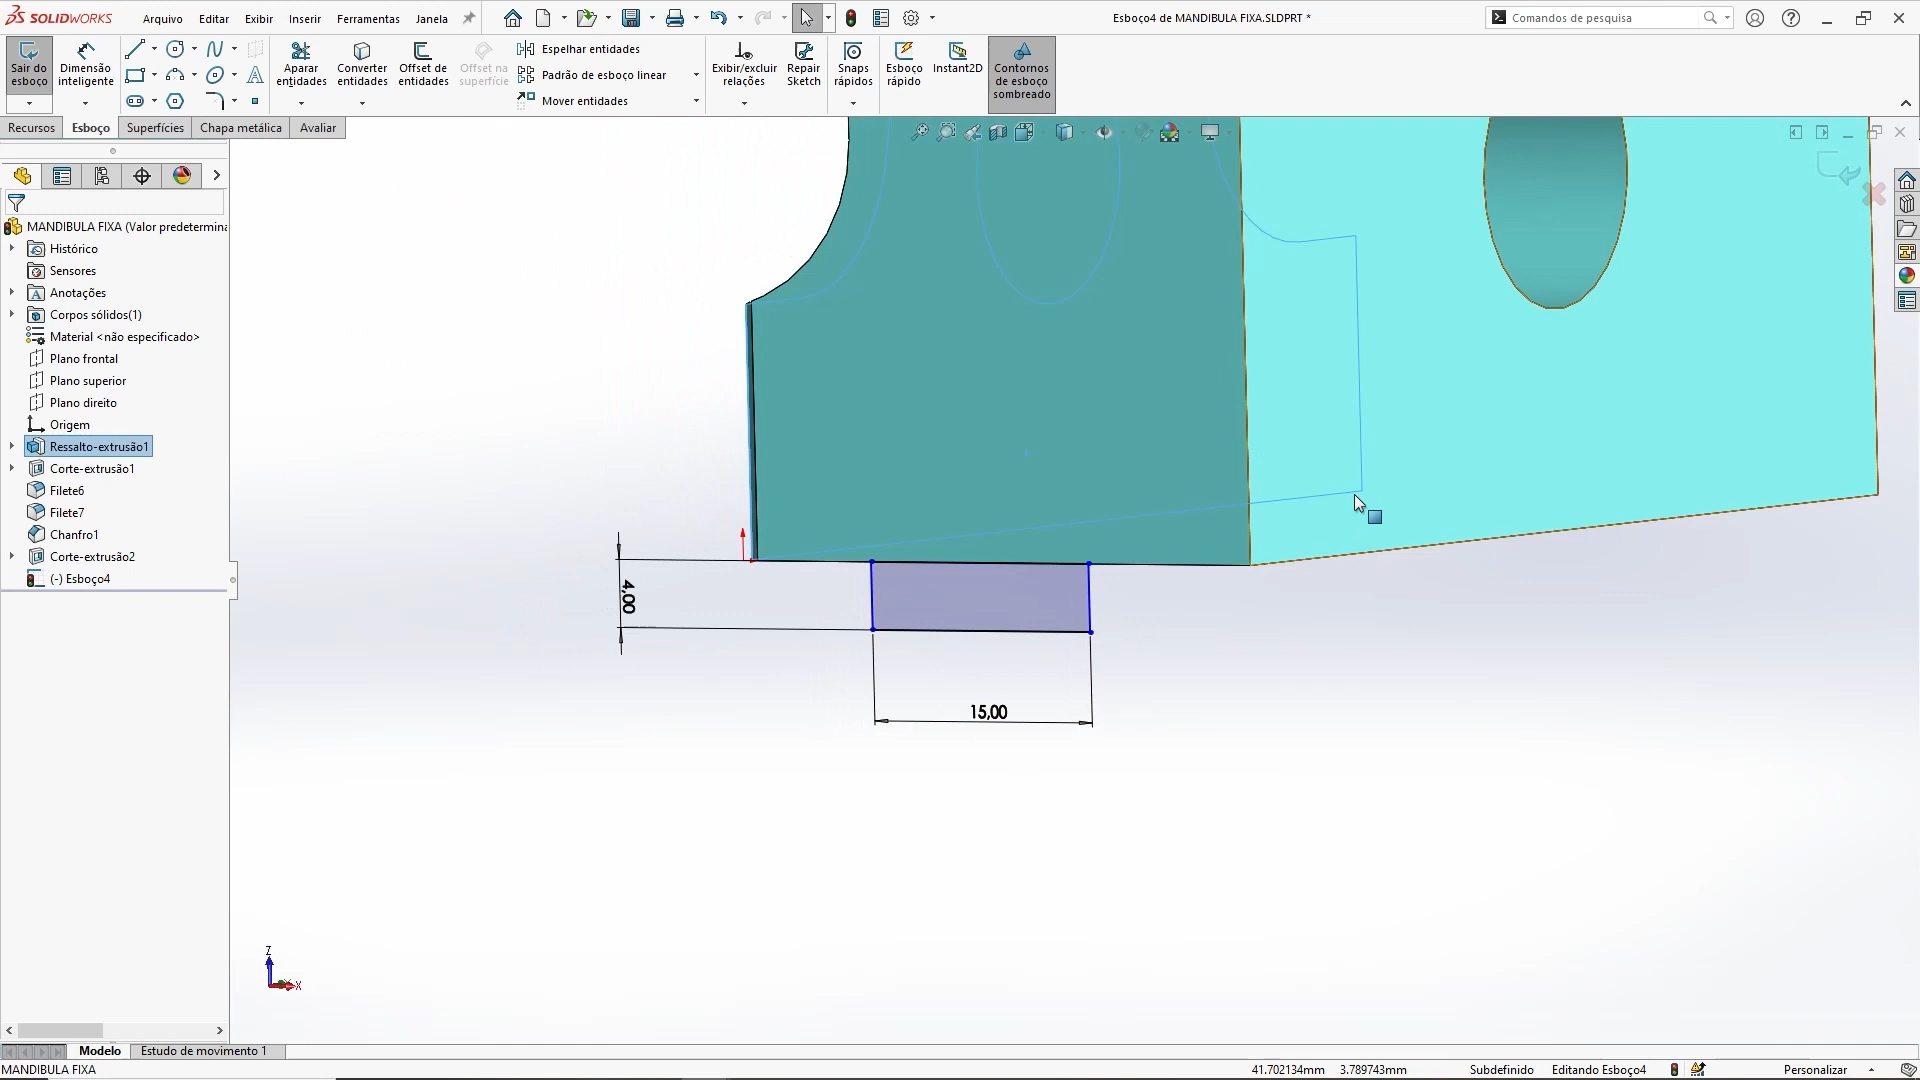 SOLIDWORKS
Arquivo Editar Exibir Inserir Ferramentas Janela
Esboço4 de MANDIBULA FIXA.SLDPRT *
Comandos de pesquisa
Sair do esboço
Dimensão inteligente
Aparar entidades
Converter entidades
Offset de entidades
Offset na superfície
Espelhar entidades
Padrão de esboço linear
Mover entidades
Exibir/excluir relações
Repair Sketch
Snaps rápidos
Esboço rápido
Instant2D
Contornos de esboço sombreado
Recursos Esboço Superfícies Chapa metálica Avaliar
MANDIBULA FIXA (Valor predetermina
Histórico
Sensores
Anotações
Corpos sólidos(1)
Material <não especificado>
Plano frontal
Plano superior
Plano direito
Origem
Ressalto-extrusão1
Corte-extrusão1
Filete6
Filete7
Chanfro1
Corte-extrusão2
(-) Esboço4
4,00
15,00
Z
X
Modelo Estudo de movimento 1
MANDIBULA FIXA
41.702134mm 3.789743mm Subdefinido Editando Esboço4 Personalizar